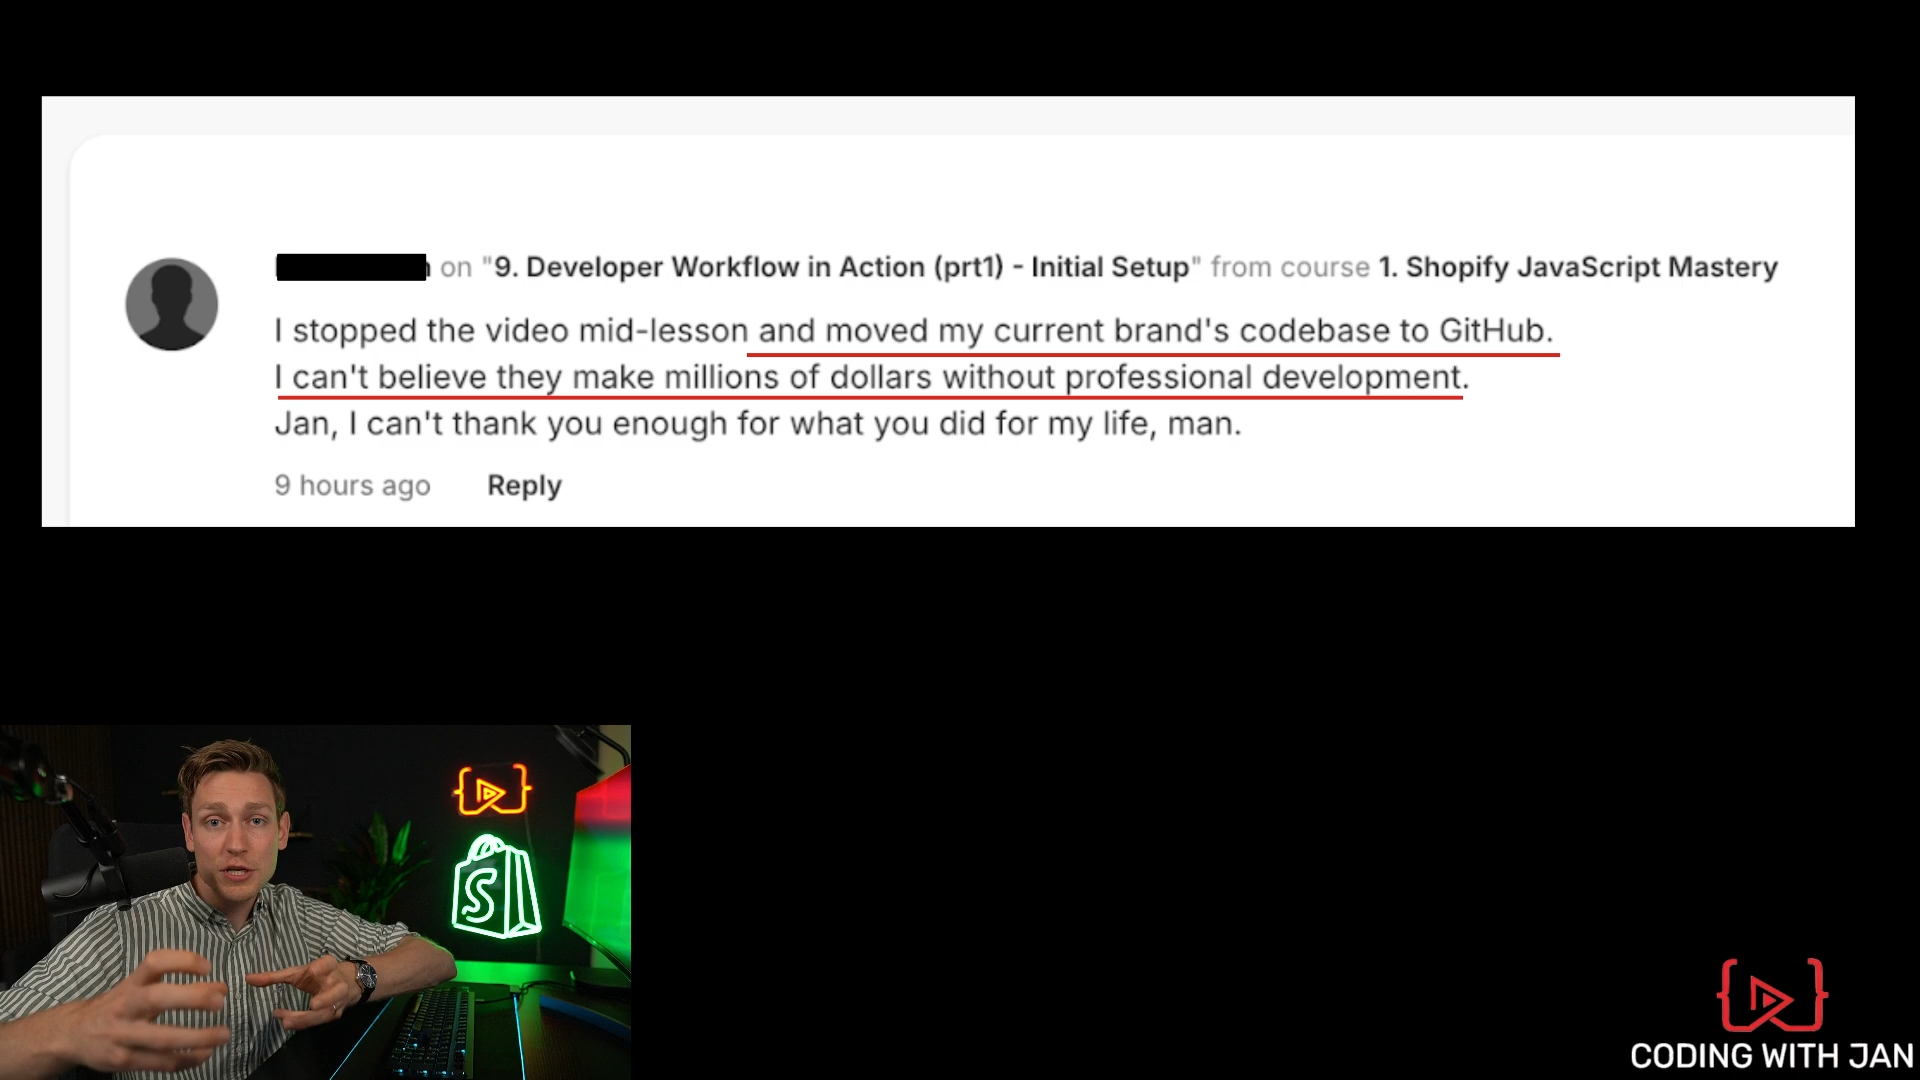 on "9. Developer Workflow in Action (prt1) - Initial Setup" from course 1. Shopify JavaScript Mastery
I stopped the video mid-lesson and moved my current brand's codebase to GitHub.
I can't believe they make millions of dollars without professional development.
Jan, I can't thank you enough for what you did for my life, man.
9 hours ago Reply
S
CODING WITH JAN